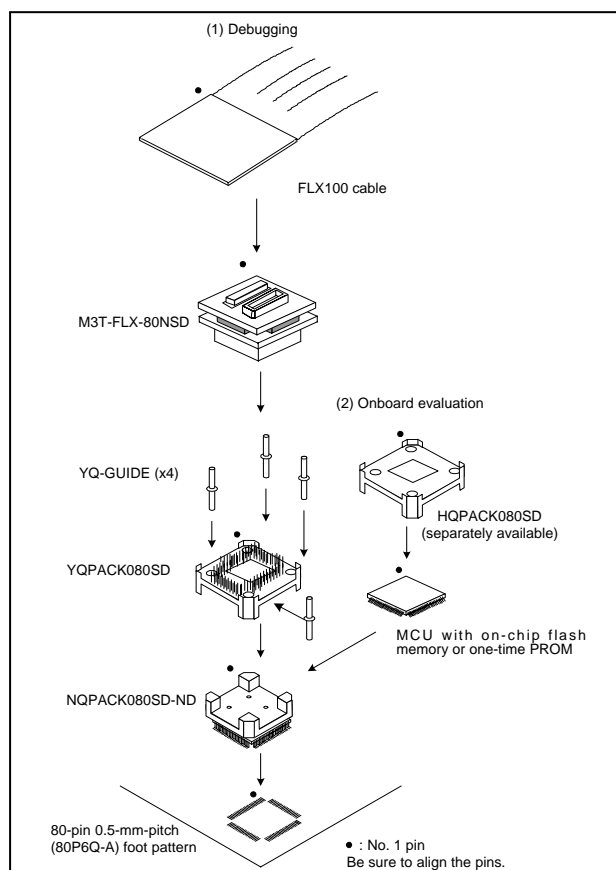 (1) Debugging
FLX100 cable
M3T-FLX-80NSD
(2) Onboard evaluation
YQ-GUIDE (x4)
HQPACK080SD
(separately available)
YQPACK080SD
MCU with on-chip flash
memory or one-time PROM
NQPACK080SD-ND
80-pin 0.5-mm-pitch
(80P6Q-A) foot pattern
● : No. 1 pin
Be sure to align the pins.